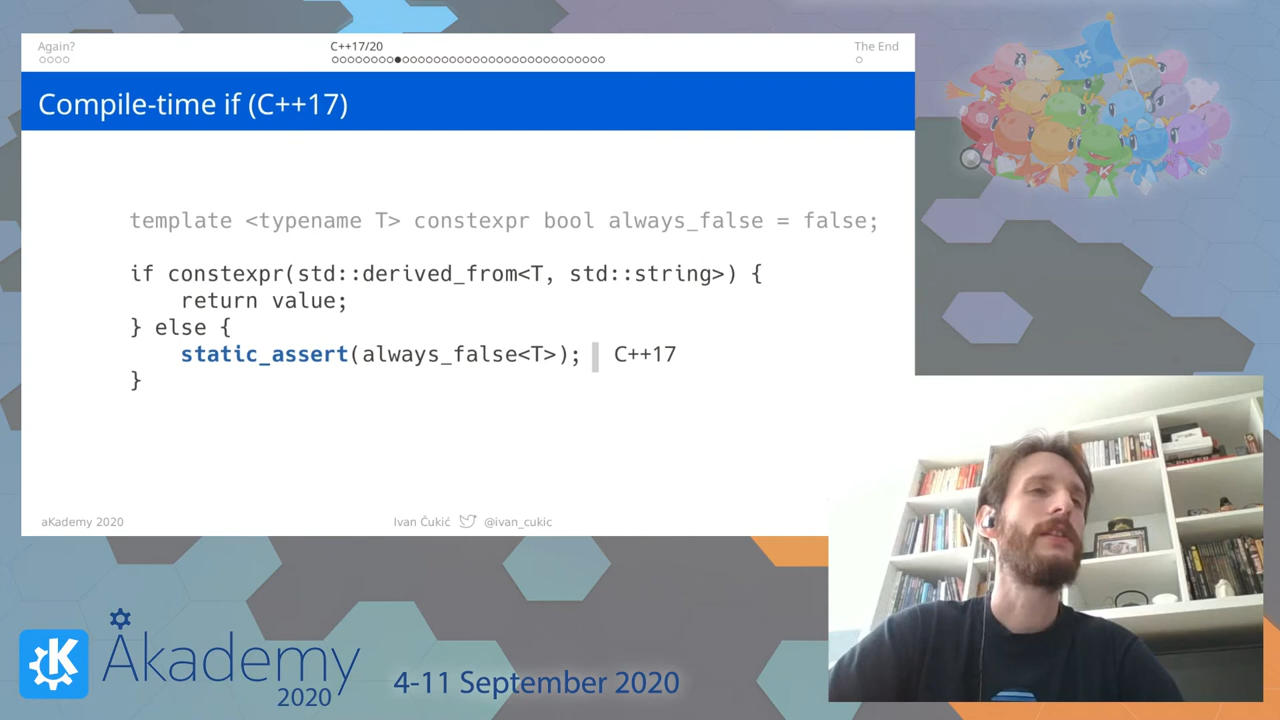 Again?
C++17/20
The End
Compile-time if (C++17)
template <typename T> constexpr bool always_false = false;
if constexpr(std::derived_from<T, std::string>) {
return value;
} else {
static_assert(always_false<T>); C++17
}
aKademy 2020
Ivan Čukić @ivan_cukic
Akademy
2020
4-11 September 2020